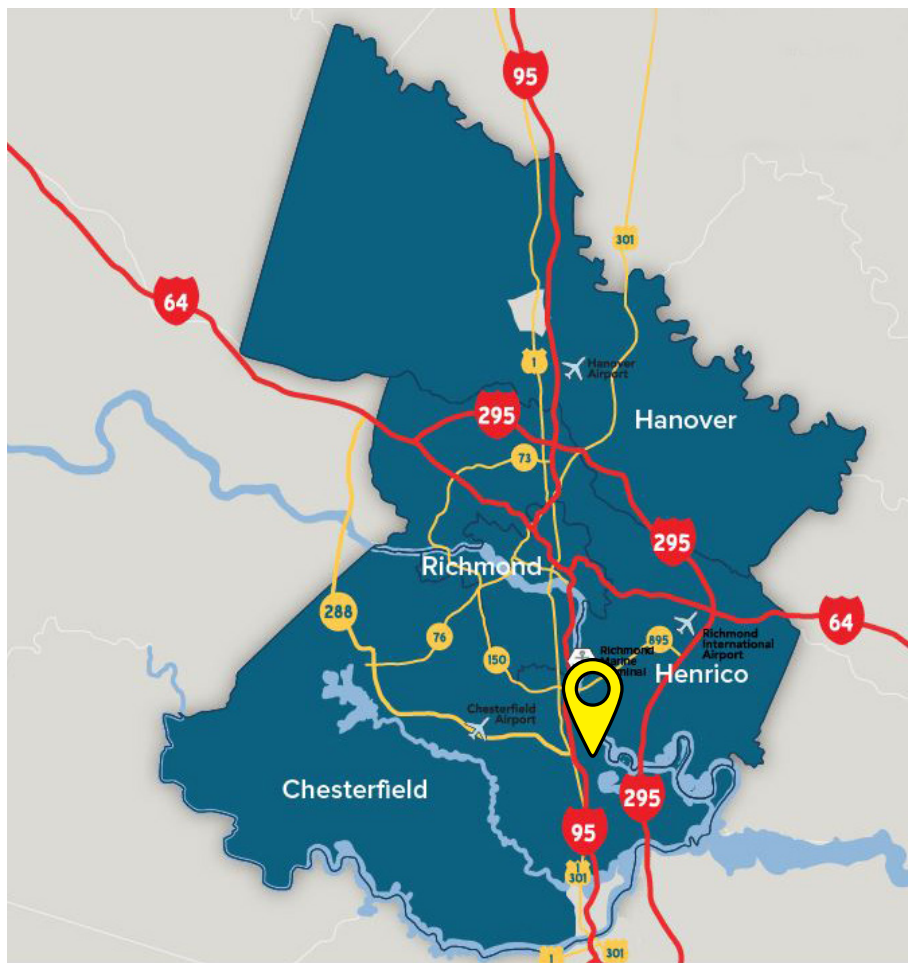 95
301
64
1
Hanover
Airport
295
Hanover
73
295
Richmond
288
76
895
Richmond
International
Airport
64
150
Richmond
Marine
Henrico
Chesterfield
Airport
Chesterfield
295
95
1
301
1
301